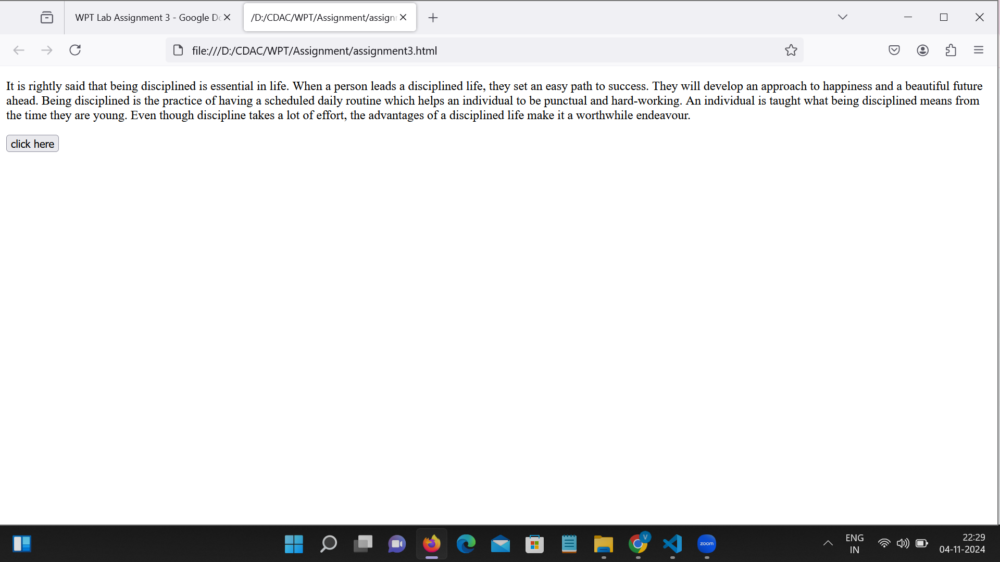 WPT Lab Assignment 3 - Google Do
/D:/CDAC/WPT/Assignment/assignm
file:///D:/CDAC/WPT/Assignment/assignment3.html
It is rightly said that being disciplined is essential in life. When a person leads a disciplined life, they set an easy path to success. They will develop an approach to happiness and a beautiful future
ahead. Being disciplined is the practice of having a scheduled daily routine which helps an individual to be punctual and hard-working. An individual is taught what being disciplined means from
the time they are young. Even though discipline takes a lot of effort, the advantages of a disciplined life make it a worthwhile endeavour.
click here
V
zoom
ENG
IN
22:29
04-11-2024